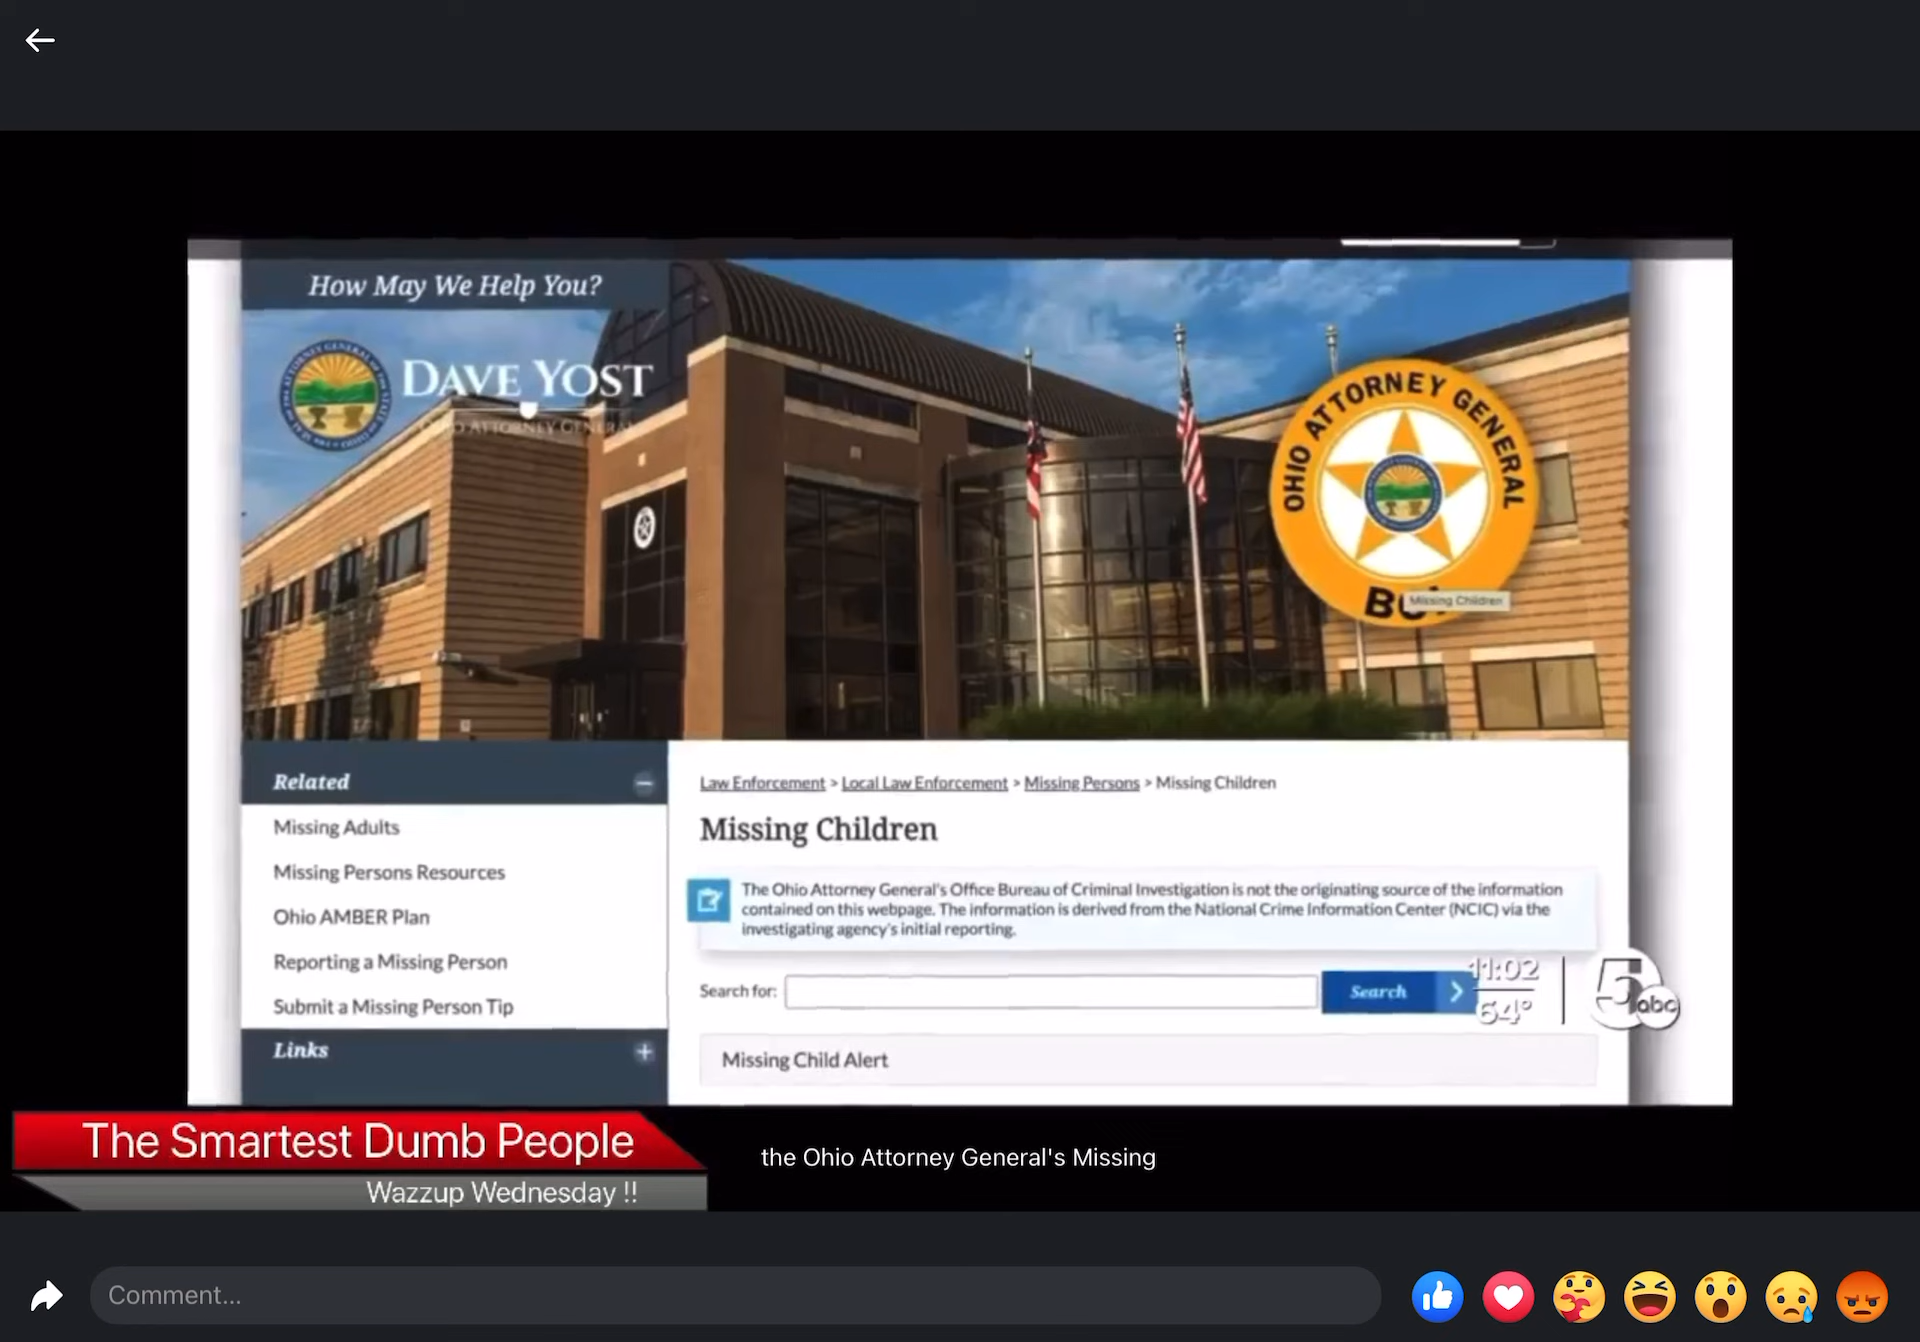 How May We Help You?
DAVE YOST
OHIO ATTORNEY GENERAL
OHIO ATTORNEY GENERAL
Missing Children
Related
Missing Adults
Missing Persons Resources
Ohio AMBER Plan
Reporting a Missing Person
Submit a Missing Person Tip
Links
Law Enforcement > Local Law Enforcement > Missing Persons > Missing Children
Missing Children
The Ohio Attorney General's Office Bureau of Criminal Investigation is not the originating source of the information
contained on this webpage. The information is derived from the National Crime Information Center (NCIC) via the
investigating agency's initial reporting.
Search for:
Search
11:02
64°
5
abc
Missing Child Alert
The Smartest Dumb People
Wazzup Wednesday !!
the Ohio Attorney General's Missing
Comment...